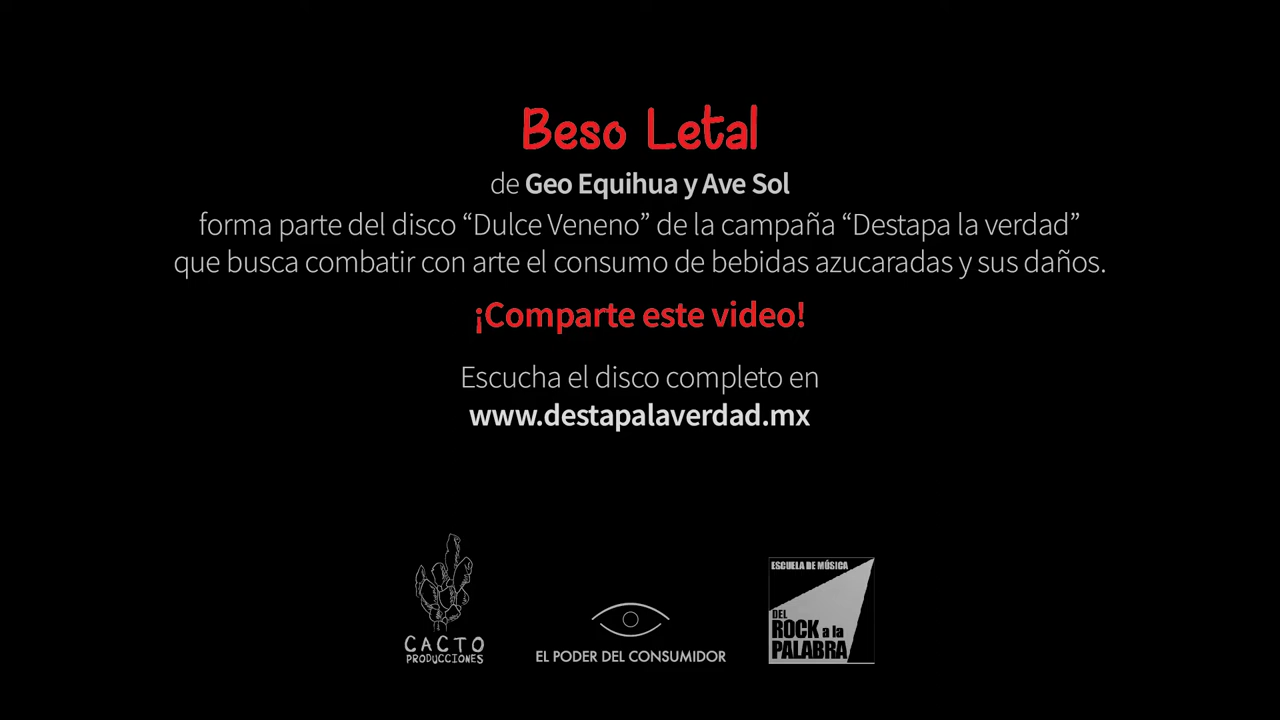 Beso Letal
de Geo Equihua y Ave Sol
forma parte del disco “Dulce Veneno” de la campaña “Destapa la verdad”
que busca combatir con arte el consumo de bebidas azucaradas y sus daños.
¡Comparte este video!
Escucha el disco completo en
www.destapalaverdad.mx
CACTO
PRODUCCIONES
EL PODER DEL CONSUMIDOR
ESCUELA DE MÚSICA
DEL
ROCK a la
PALABRA